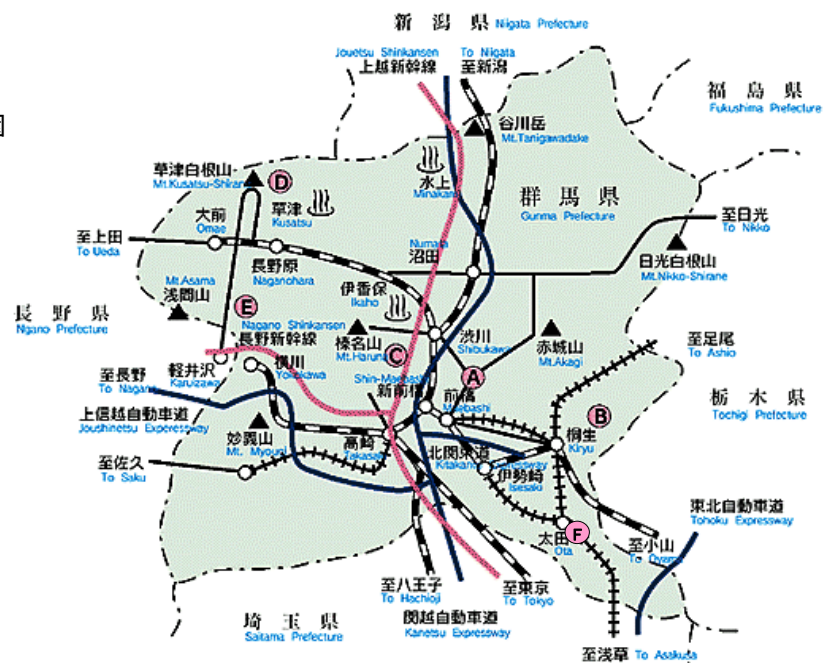 新 潟 県 Niigata Prefecture
Jouetsu Shinkansen
上越新幹線
To Niigata
至新潟
福 島 県
Fukushima Prefecture
谷川岳
Mt.Tanigawadake
草津白根山
Mt.Kusatsu-Shirane
D
水上
Minakami
群 馬 県
Gunma Prefecture
大前
Omae
草津
Kusatsu
至日光
To Nikko
至上田
To Ueda
長野原
Naganohara
Numata
沼田
日光白根山
Mt.Nikko-Shirane
Mt.Asama
浅間山
伊香保
Ikaho
長 野 県
Ngano Prefecture
E
Nagano Shinkansen
長野新幹線
榛名山
Mt.Haruna
渋川
Shibukawa
赤城山
Mt.Akagi
至足尾
To Ashio
C
A
軽井沢
Karuizawa
横川
Yokokawa
至長野
To Nagano
Shin-Maebashi
新前橋
前橋
Maebashi
栃 木 県
Tochigi Prefecture
B
上信越自動車道
Joushinetsu Expressway
妙義山
Mt. Myougi
高崎
Takasaki
北関東道
桐生
Kiryu
至佐久
To Saku
伊勢崎
Isesaki
東北自動車道
Tohoku Expressway
太田
Ota
F
至小山
To Oyama
至八王子
To Hachioji
至東京
To Tokyo
関越自動車道
Kanetsu Expressway
埼 玉 県
Saitama Prefecture
至浅草 To Asakusa